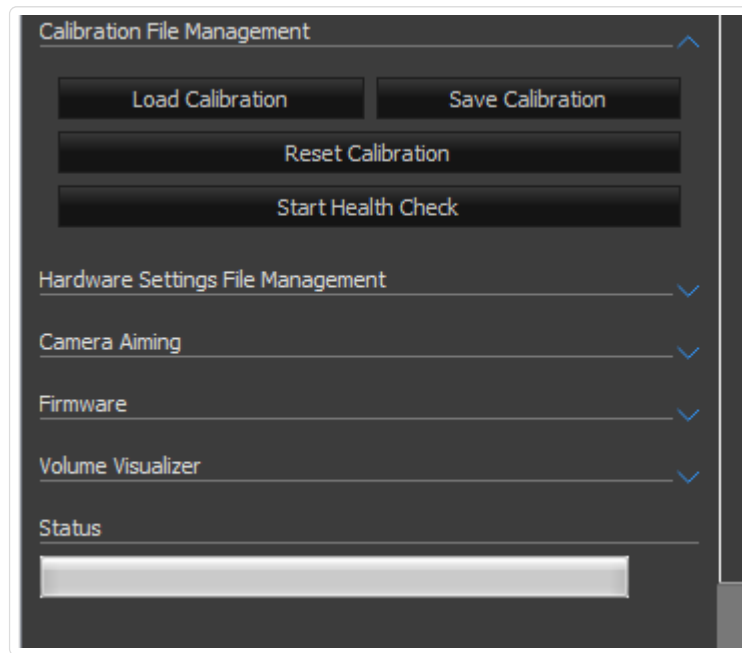 Calibration File Management
Load Calibration
Save Calibration
Reset Calibration
Start Health Check
Hardware Settings File Management
Camera Aiming
Firmware
Volume Visualizer
Status